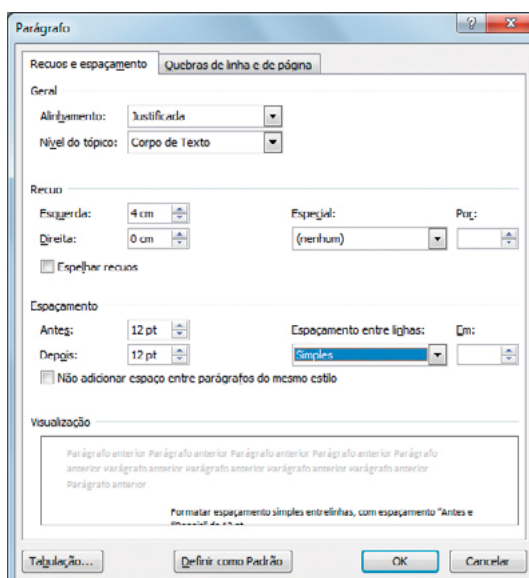 Parágrafo
Recuos e espaçamento Quebras de linha e de página
Geral
Alinhamento: Justificada
Nível do tópico: Corpo de Texto
Recuo
Esquerda: 4 cm Especial: Por:
Direita: 0 cm (nenhum)
Espelhar recuos
Espaçamento
Antes: 12 pt Espaçamento entre linhas: Em:
Depois: 12 pt Simples
Não adicionar espaço entre parágrafos do mesmo estilo
Visualização
Parágrafo anterior Parágrafo anterior Parágrafo anterior Parágrafo anterior Parágrafo
anterior Parágrafo anterior Parágrafo anterior Parágrafo anterior Parágrafo anterior
Parágrafo anterior
Formatar espaçamento simples entrelinhas, com espaçamento "Antes e
"Depois" de 12 pt
Tabulação... Definir como Padrão OK Cancelar